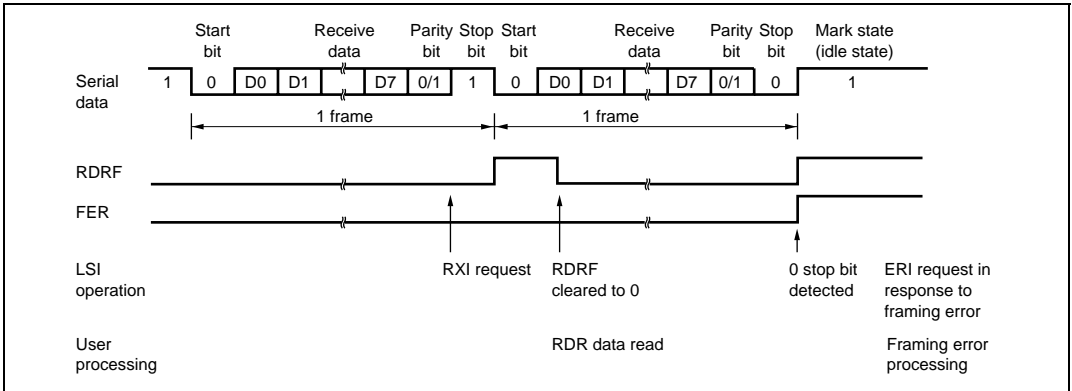 Start bit Receive data Parity bit Stop bit Start bit Receive data Parity bit Stop bit Mark state (idle state)
Serial data 1 0 D0 D1 D7 0/1 1 0 D0 D1 D7 0/1 0 1
1 frame 1 frame
RDRF
FER
LSI operation RXI request RDRF cleared to 0 0 stop bit detected ERI request in response to framing error
User processing RDR data read Framing error processing